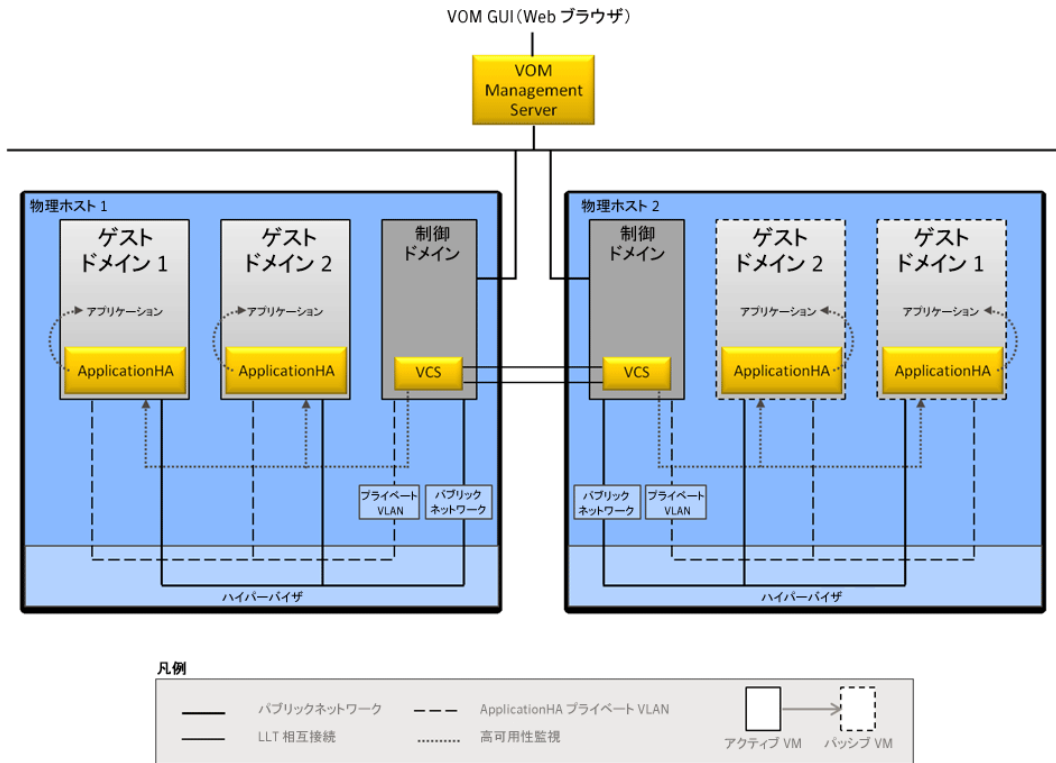 VOM GUI（Web ブラウザ）
VOM
Management
Server
物理ホスト 1
ゲスト
ドメイン 1
アプリケーション
ApplicationHA
ゲスト
ドメイン 2
アプリケーション
ApplicationHA
制御
ドメイン
VCS
プライベート
VLAN
パブリック
ネットワーク
ハイパーバイザ
物理ホスト 2
制御
ドメイン
VCS
ゲスト
ドメイン 2
アプリケーション
ApplicationHA
ゲスト
ドメイン 1
アプリケーション
ApplicationHA
パブリック
ネットワーク
プライベート
VLAN
ハイパーバイザ
凡例
パブリックネットワーク
ApplicationHA プライベート VLAN
LLT 相互接続
高可用性監視
アクティブ VM
パッシブ VM